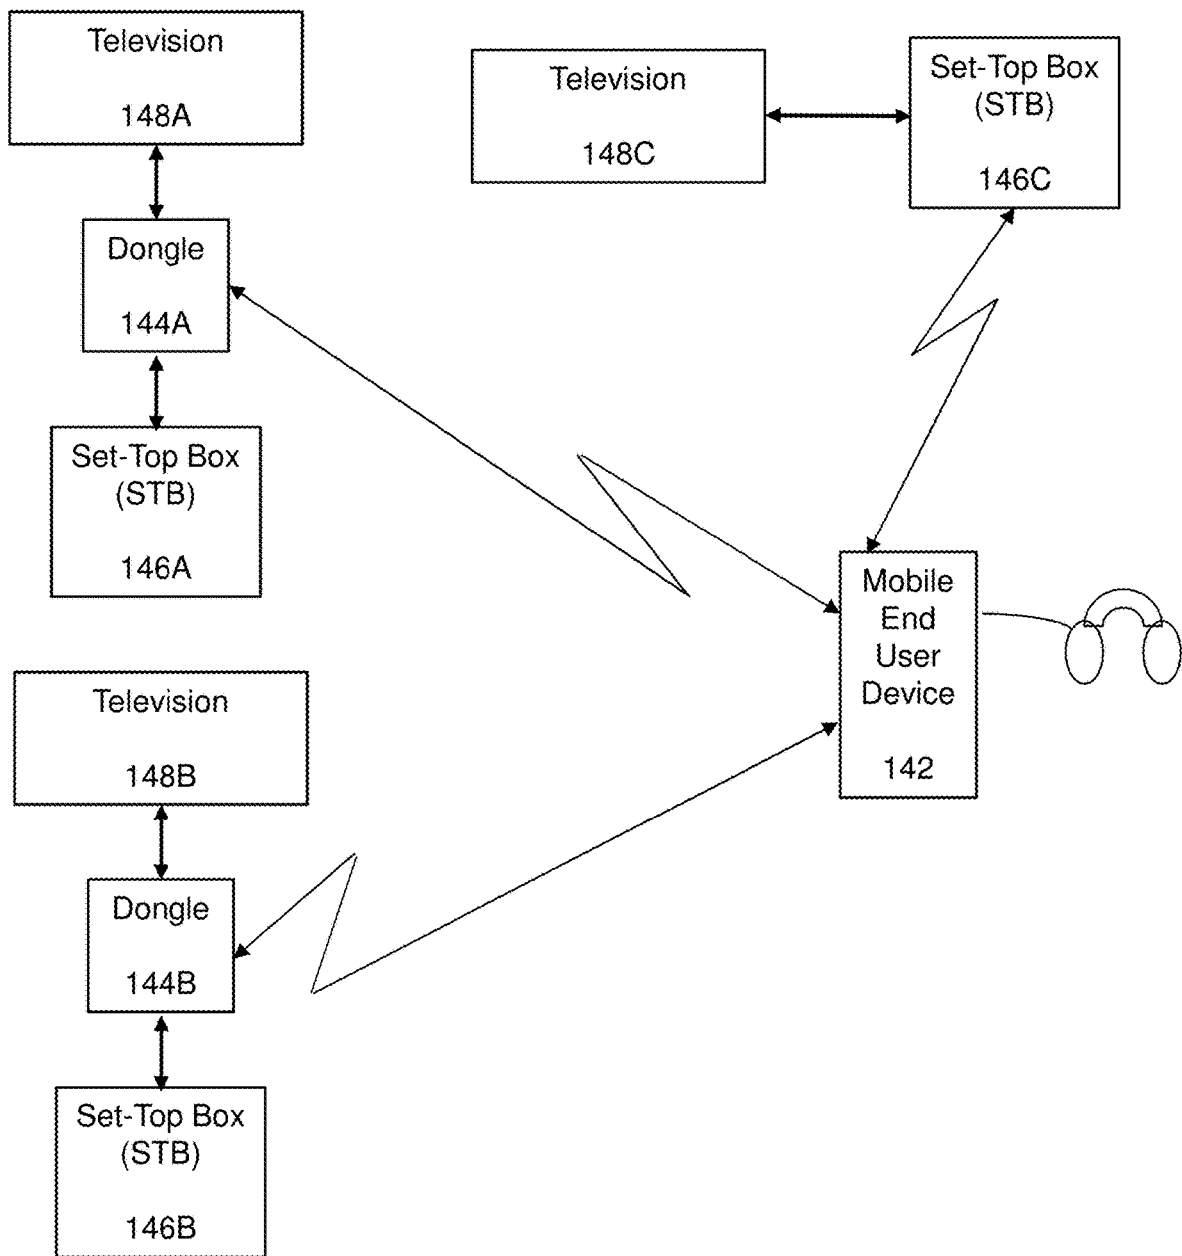 Television
148A
Dongle
144A
Set-Top Box
(STB)
146A
Television
148C
Set-Top Box
(STB)
146C
Mobile
End
User
Device
142
Television
148B
Dongle
144B
Set-Top Box
(STB)
146B